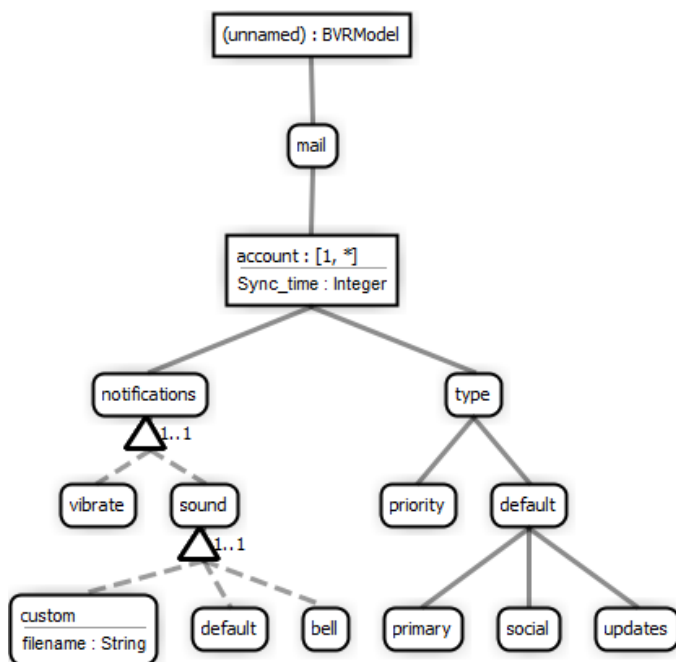 (unnamed) : BVRModel
mail
account : [1, *]
Sync_time : Integer
notifications
type
1..1
vibrate
sound
priority
default
1..1
custom
filename : String
default
bell
primary
social
updates